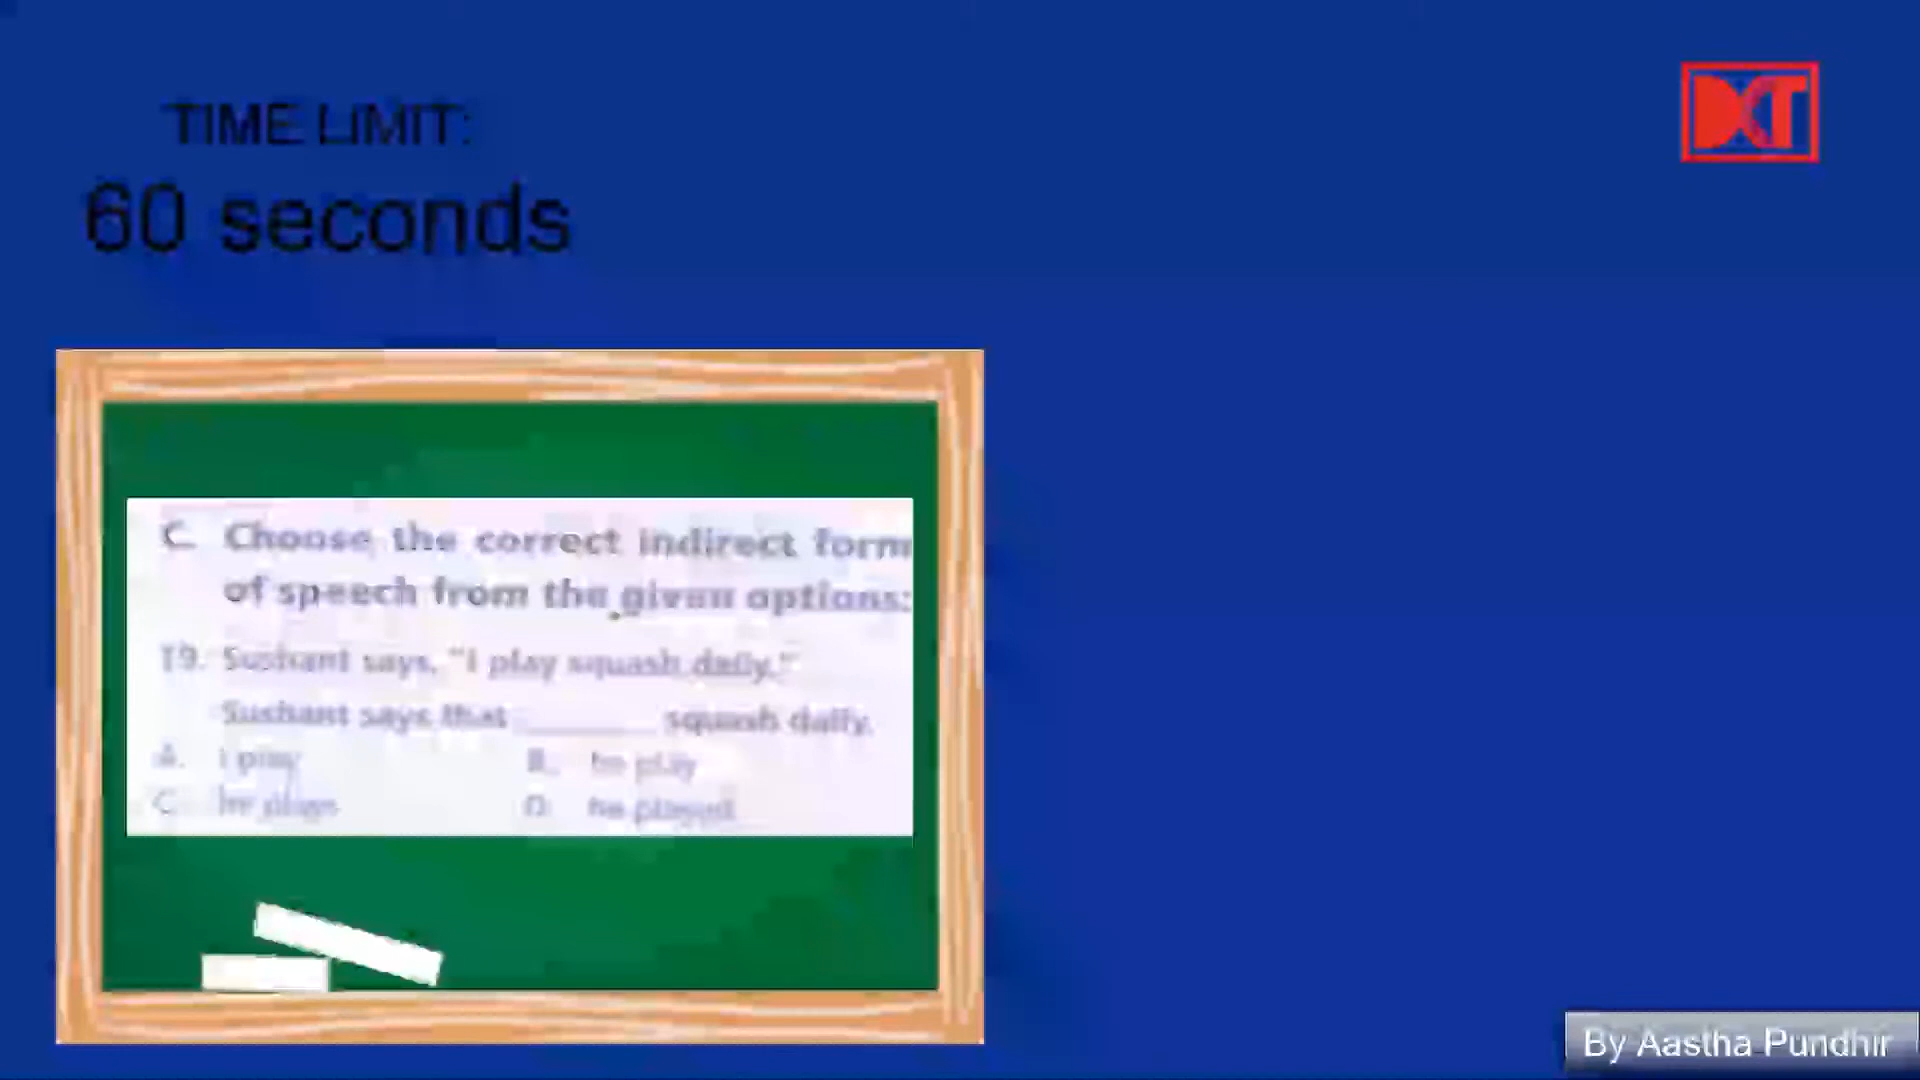 TIME LIMIT:
60 seconds
C. Choose the correct indirect form
of speech from the given options:
19. Sushant says, "I play squash daily."
Sushant says that ______ squash daily.
A. I play B. he play
C. he plays D. he played
By Aastha Pundhir